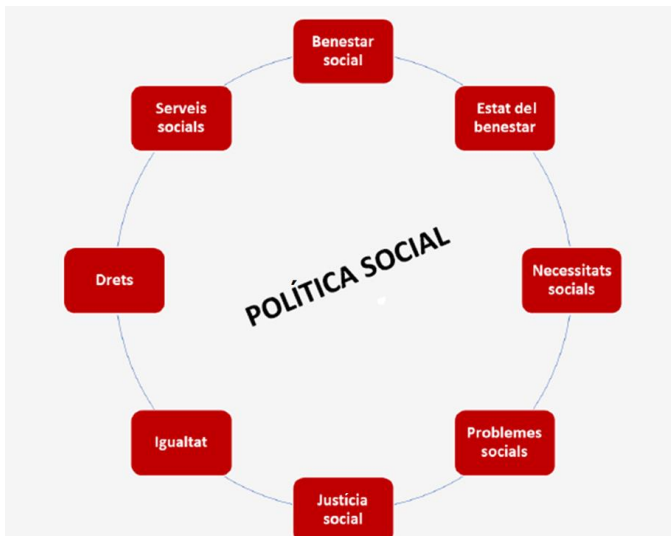 Benestar
social
Estat del
benestar
Necessitats
socials
Problemes
socials
Justícia
social
Igualtat
Drets
Serveis
socials
POLÍTICA SOCIAL